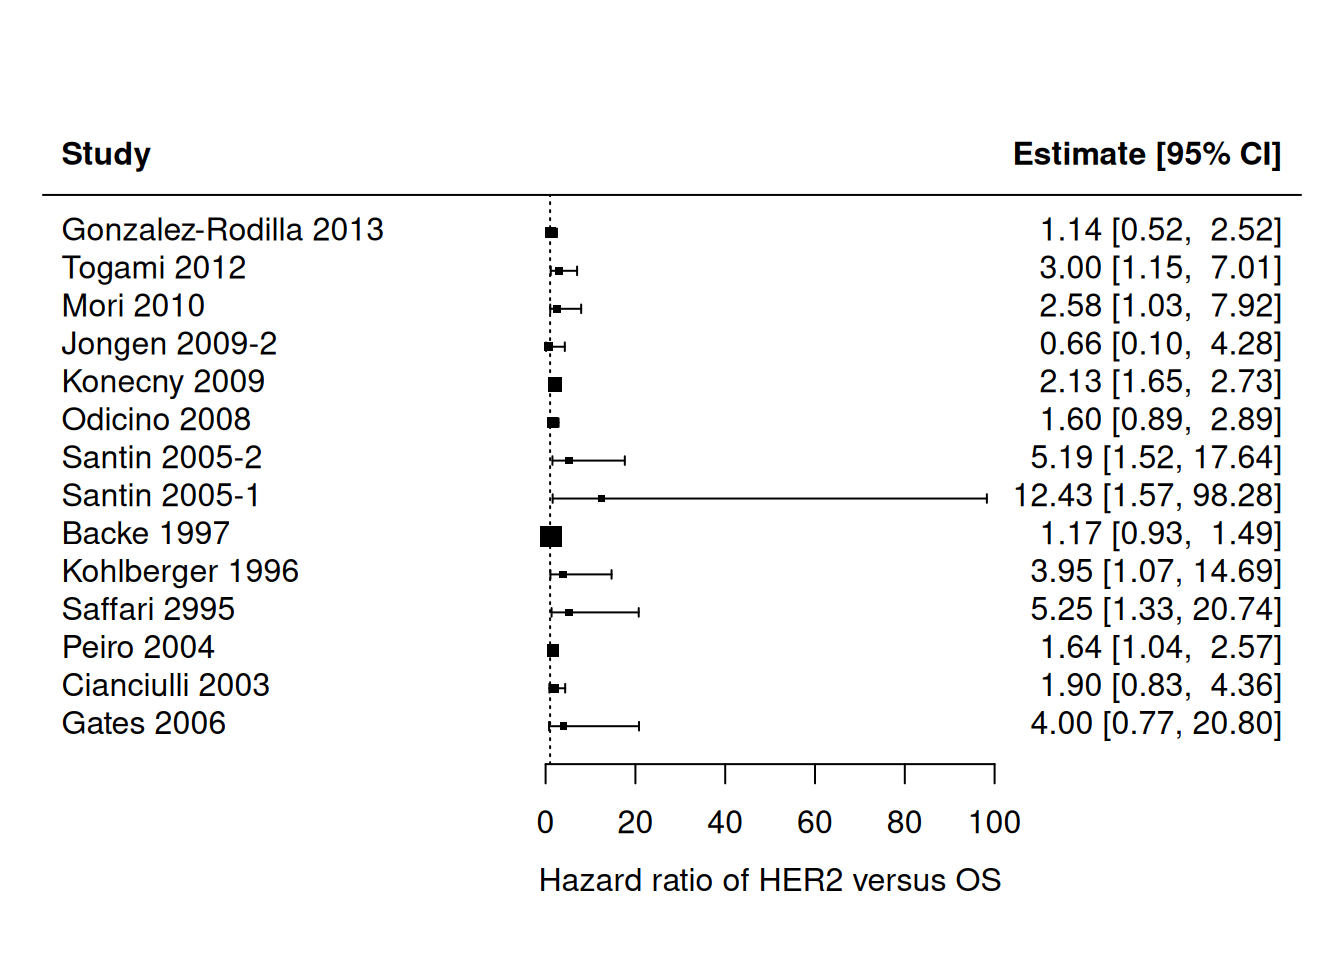 Study Estimate [95% CI]
Gonzalez-Rodilla 2013 1.14 [0.52, 2.52]
Togami 2012 3.00 [1.15, 7.01]
Mori 2010 2.58 [1.03, 7.92]
Jongen 2009-2 0.66 [0.10, 4.28]
Konecny 2009 2.13 [1.65, 2.73]
Odicino 2008 1.60 [0.89, 2.89]
Santin 2005-2 5.19 [1.52, 17.64]
Santin 2005-1 12.43 [1.57, 98.28]
Backe 1997 1.17 [0.93, 1.49]
Kohlberger 1996 3.95 [1.07, 14.69]
Saffari 2995 5.25 [1.33, 20.74]
Peiro 2004 1.64 [1.04, 2.57]
Cianciulli 2003 1.90 [0.83, 4.36]
Gates 2006 4.00 [0.77, 20.80]
0 20 40 60 80 100
Hazard ratio of HER2 versus OS